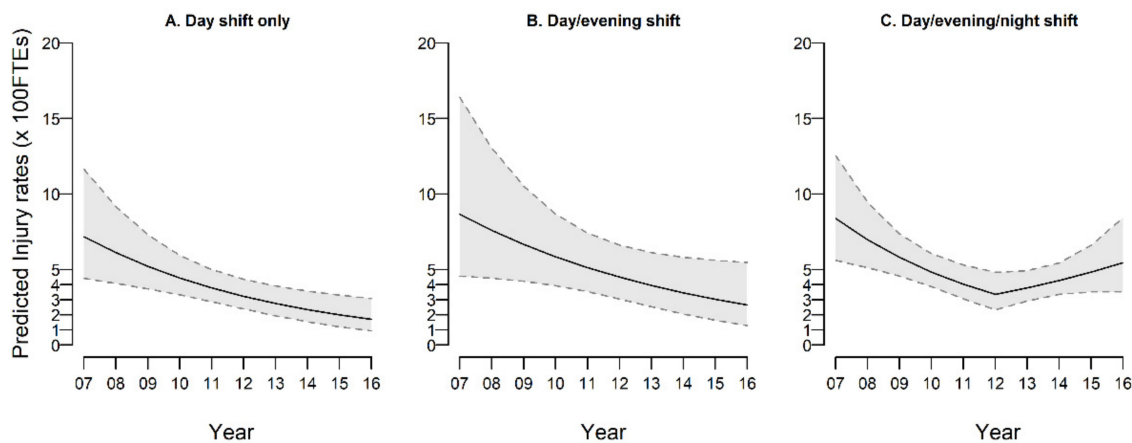 A. Day shift only
B. Day/evening shift
C. Day/evening/night shift
Predicted Injury rates (x 100FTEs)
20
15
10
5
4
3
2
1
0
07 08 09 10 11 12 13 14 15 16
Year
20
15
10
5
4
3
2
1
0
07 08 09 10 11 12 13 14 15 16
Year
20
15
10
5
4
3
2
1
0
07 08 09 10 11 12 13 14 15 16
Year